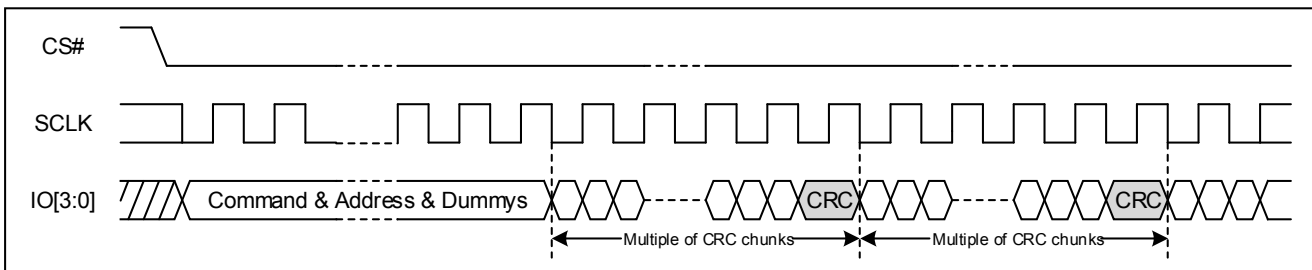 CS#
SCLK
IO[3:0] Command & Address & Dummys CRC CRC
Multiple of CRC chunks Multiple of CRC chunks